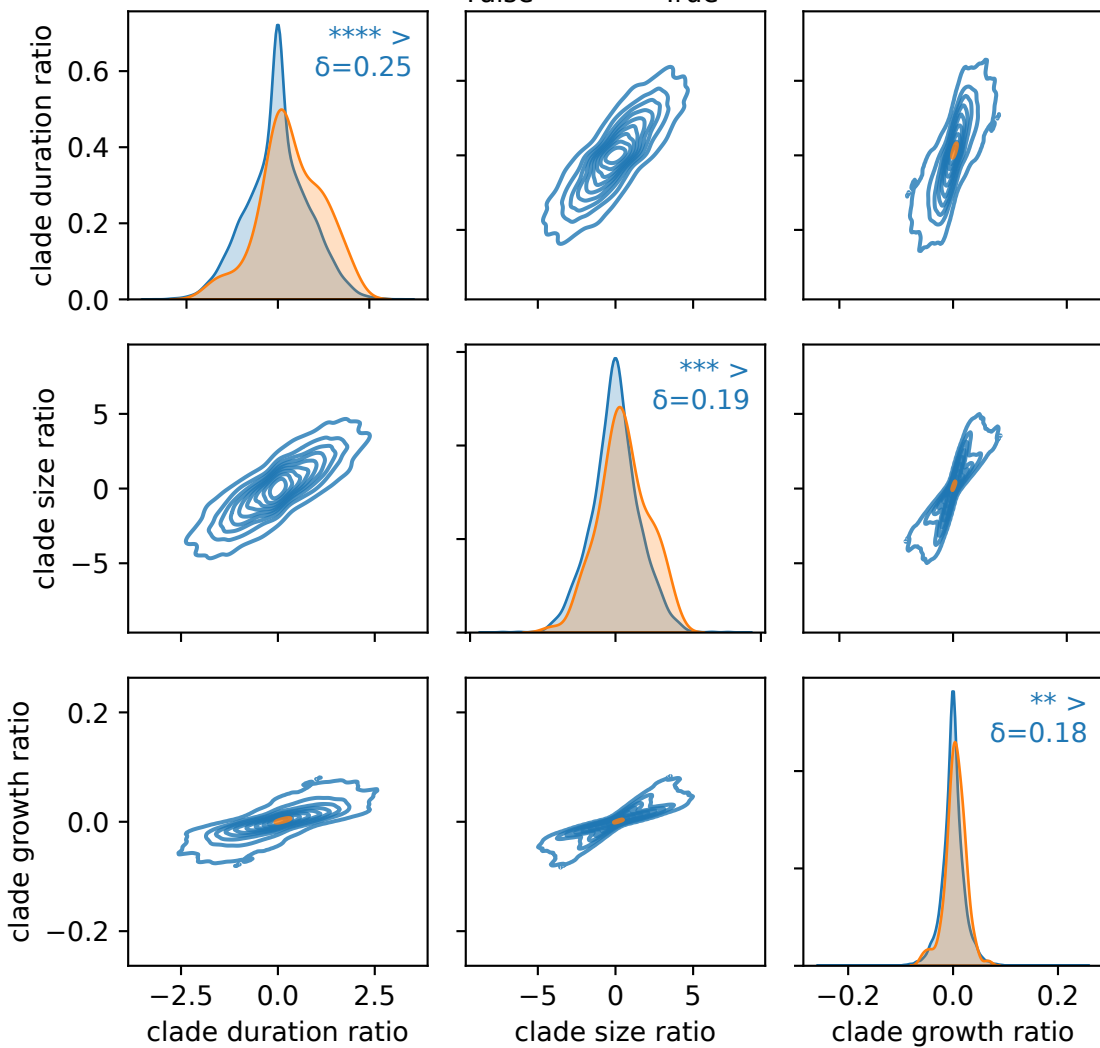 **** >
δ=0.25
0.6
0.4
0.2
0.0
clade duration ratio
*** >
δ=0.19
5
0
−5
clade size ratio
** >
δ=0.18
0.2
0.0
−0.2
clade growth ratio
−2.5 0.0 2.5
−5 0 5
−0.2 0.0 0.2
clade duration ratio
clade size ratio
clade growth ratio